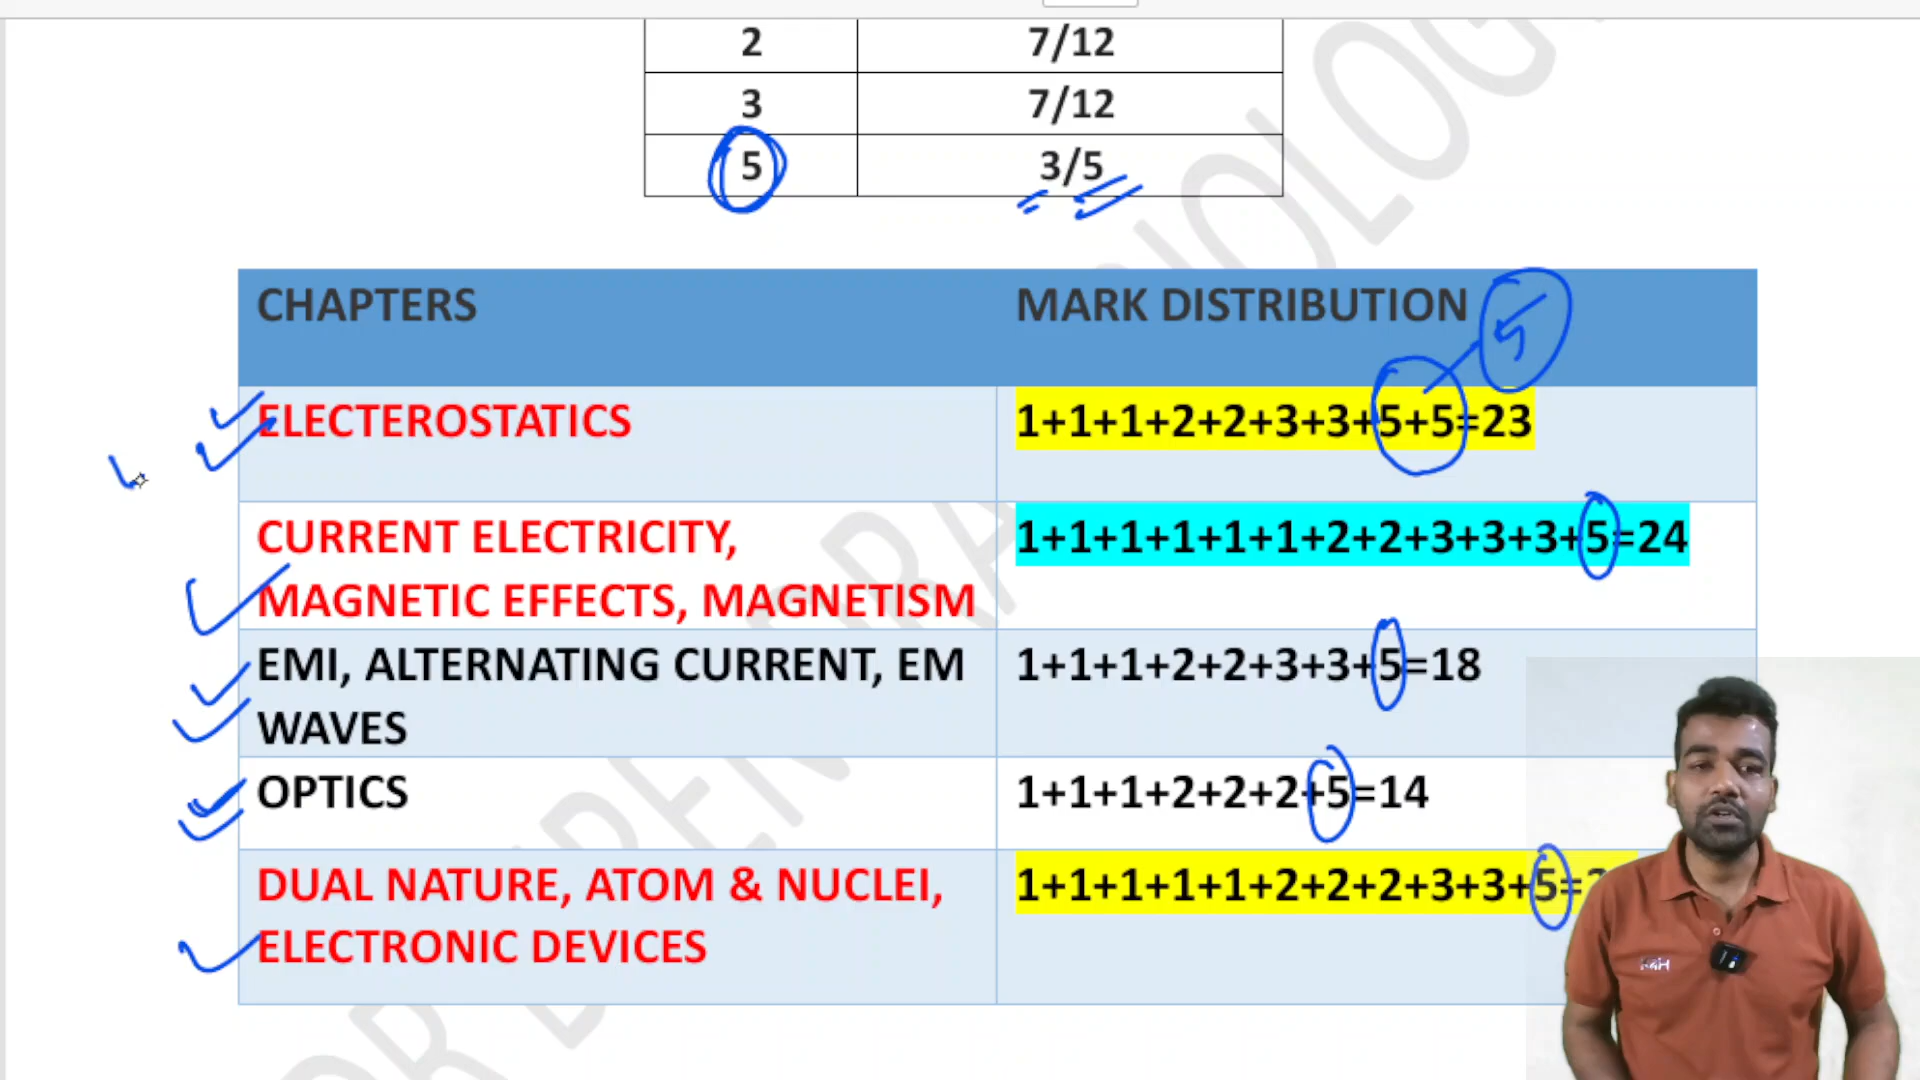 2 7/12
3 7/12
5 3/5
CHAPTERS MARK DISTRIBUTION 5
ELECTEROSTATICS 1+1+1+2+2+3+3+5+5=23
CURRENT ELECTRICITY, 1+1+1+1+1+1+2+2+3+3+3+5=24
MAGNETIC EFFECTS, MAGNETISM
EMI, ALTERNATING CURRENT, EM 1+1+1+2+2+3+3+5=18
WAVES
OPTICS 1+1+1+2+2+2+5=14
DUAL NATURE, ATOM & NUCLEI, 1+1+1+1+1+2+2+2+3+3+5=
ELECTRONIC DEVICES